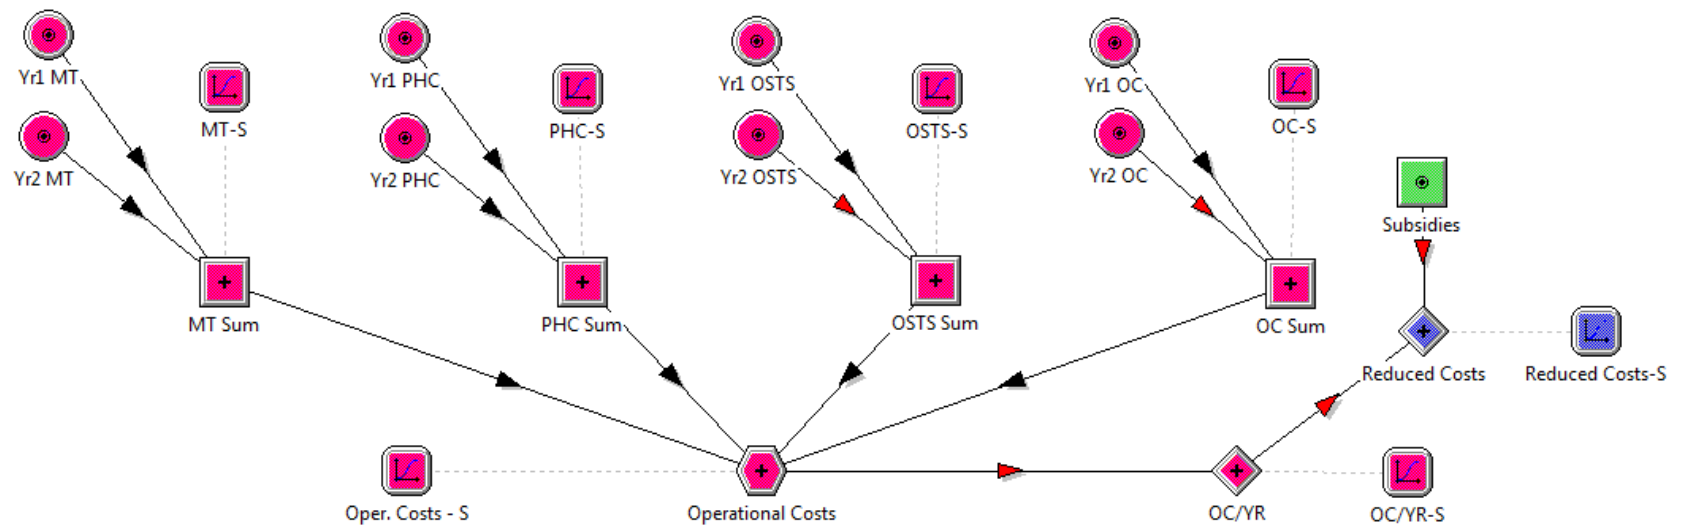 Yr1 MT
MT-S
Yr2 MT
MT Sum
Yr1 PHC
PHC-S
Yr2 PHC
PHC Sum
Yr1 OSTS
OSTS-S
Yr2 OSTS
OSTS Sum
Yr1 OC
OC-S
Yr2 OC
OC Sum
Subsidies
Reduced Costs
Reduced Costs-S
Oper. Costs - S
Operational Costs
OC/YR
OC/YR-S